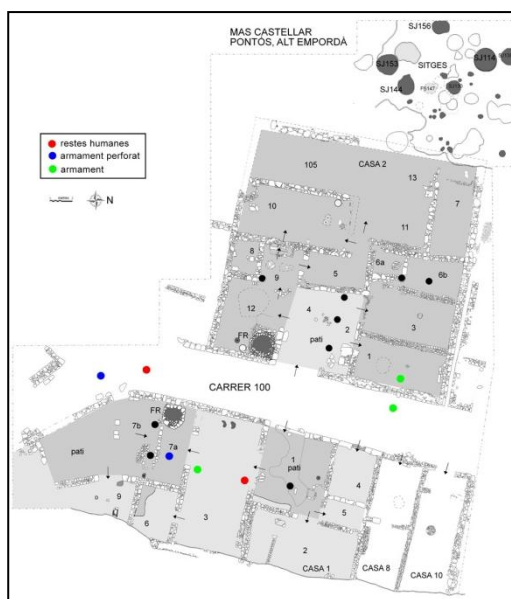 MAS CASTELLAR
PONTÓS, ALT EMPORDÀ
SJ156
SJ153
SITGES
SJ114
SJ144
FS147
restes humanes
armament perforat
armament
N
105
CASA 2
13
7
10
11
8
9
5
6a
6b
12
4
2
3
pati
FR
1
CARRER 100
FR
7b
7a
pati
1
pati
4
9
6
3
5
2
CASA 1
CASA 8
CASA 10